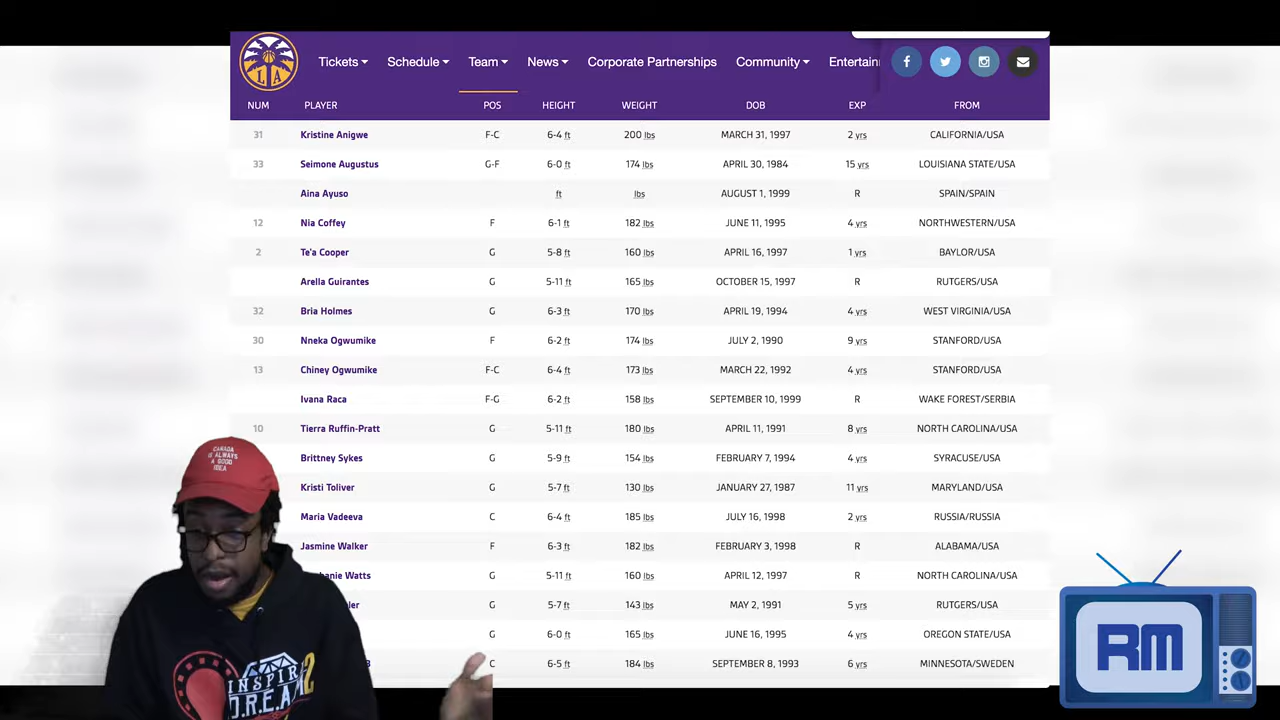 LA
Tickets Schedule Team News Corporate Partnerships Community Entertain
NUM PLAYER POS HEIGHT WEIGHT DOB EXP FROM
31 Kristine Anigwe F-C 6-4 ft 200 lbs MARCH 31, 1997 2 yrs CALIFORNIA/USA
33 Seimone Augustus G-F 6-0 ft 174 lbs APRIL 30, 1984 15 yrs LOUISIANA STATE/USA
Aina Ayuso ft lbs AUGUST 1, 1999 R SPAIN/SPAIN
12 Nia Coffey F 6-1 ft 182 lbs JUNE 11, 1995 4 yrs NORTHWESTERN/USA
2 Te'a Cooper G 5-8 ft 160 lbs APRIL 16, 1997 1 yrs BAYLOR/USA
Arella Guirantes G 5-11 ft 165 lbs OCTOBER 15, 1997 R RUTGERS/USA
32 Bria Holmes G 6-3 ft 170 lbs APRIL 19, 1994 4 yrs WEST VIRGINIA/USA
30 Nneka Ogwumike F 6-2 ft 174 lbs JULY 2, 1990 9 yrs STANFORD/USA
13 Chiney Ogwumike F-C 6-4 ft 173 lbs MARCH 22, 1992 4 yrs STANFORD/USA
Ivana Raca F-G 6-2 ft 158 lbs SEPTEMBER 10, 1999 R WAKE FOREST/SERBIA
10 Tierra Ruffin-Pratt G 5-11 ft 180 lbs APRIL 11, 1991 8 yrs NORTH CAROLINA/USA
Brittney Sykes G 5-9 ft 154 lbs FEBRUARY 7, 1994 4 yrs SYRACUSE/USA
Kristi Toliver G 5-7 ft 130 lbs JANUARY 27, 1987 11 yrs MARYLAND/USA
Maria Vadeeva C 6-4 ft 185 lbs JULY 16, 1998 2 yrs RUSSIA/RUSSIA
Jasmine Walker F 6-3 ft 182 lbs FEBRUARY 3, 1998 R ALABAMA/USA
anie Watts G 5-11 ft 160 lbs APRIL 12, 1997 R NORTH CAROLINA/USA
ler G 5-7 ft 143 lbs MAY 2, 1991 5 yrs RUTGERS/USA
G 6-0 ft 165 lbs JUNE 16, 1995 4 yrs OREGON STATE/USA
C 6-5 ft 184 lbs SEPTEMBER 8, 1993 6 yrs MINNESOTA/SWEDEN
CANADA
IS ALWAYS
A GOOD
IDEA
INSPIR
D.R.E.A.
RM